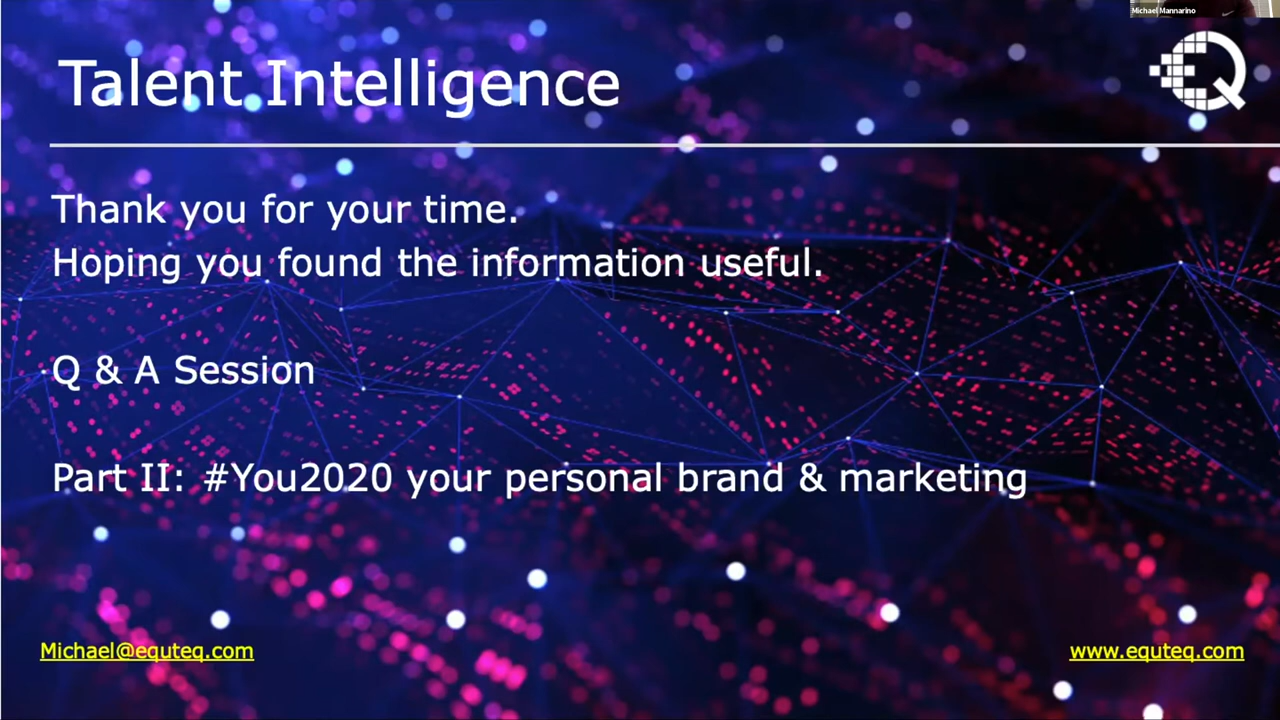 Michael Mannarino
Talent Intelligence
Thank you for your time.
Hoping you found the information useful.
Q & A Session
Part II: #You2020 your personal brand & marketing
Michael@equteq.com
www.equteq.com